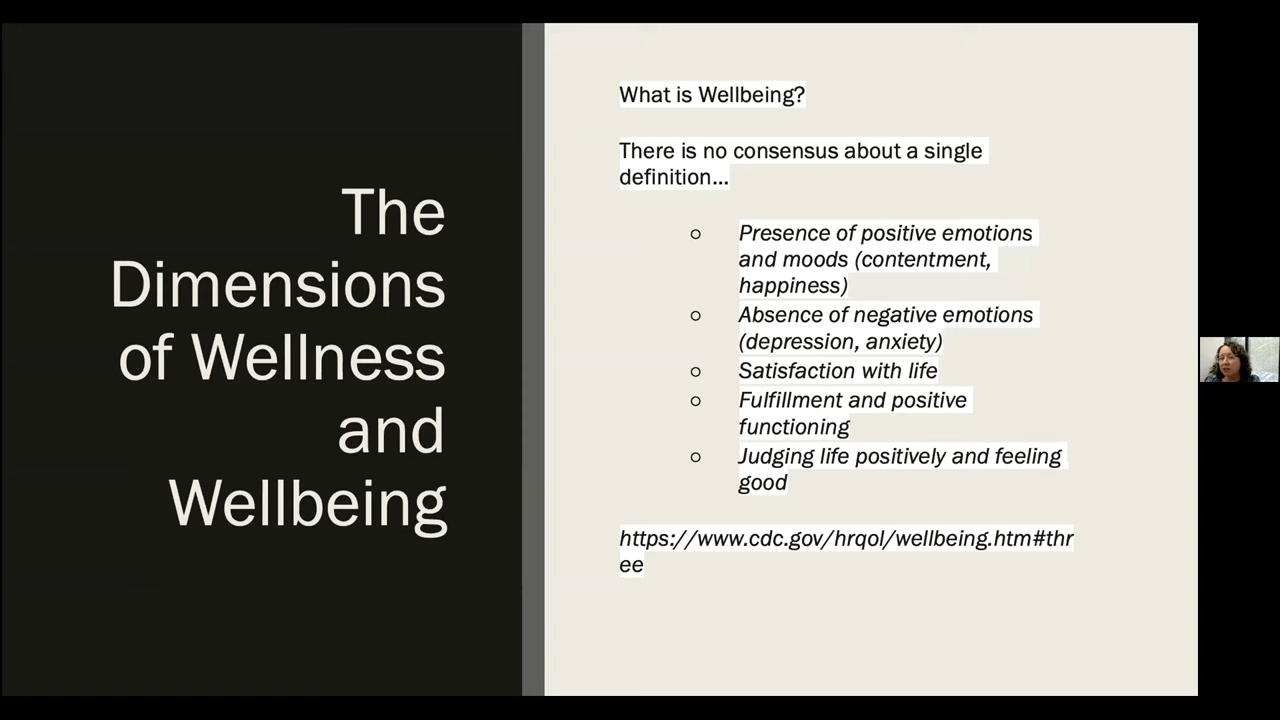 The
Dimensions
of Wellness
and
Wellbeing
What is Wellbeing?
There is no consensus about a single
definition...
○ Presence of positive emotions
and moods (contentment,
happiness)
○ Absence of negative emotions
(depression, anxiety)
○ Satisfaction with life
○ Fulfillment and positive
functioning
○ Judging life positively and feeling
good
https://www.cdc.gov/hrqol/wellbeing.htm#thr
ee